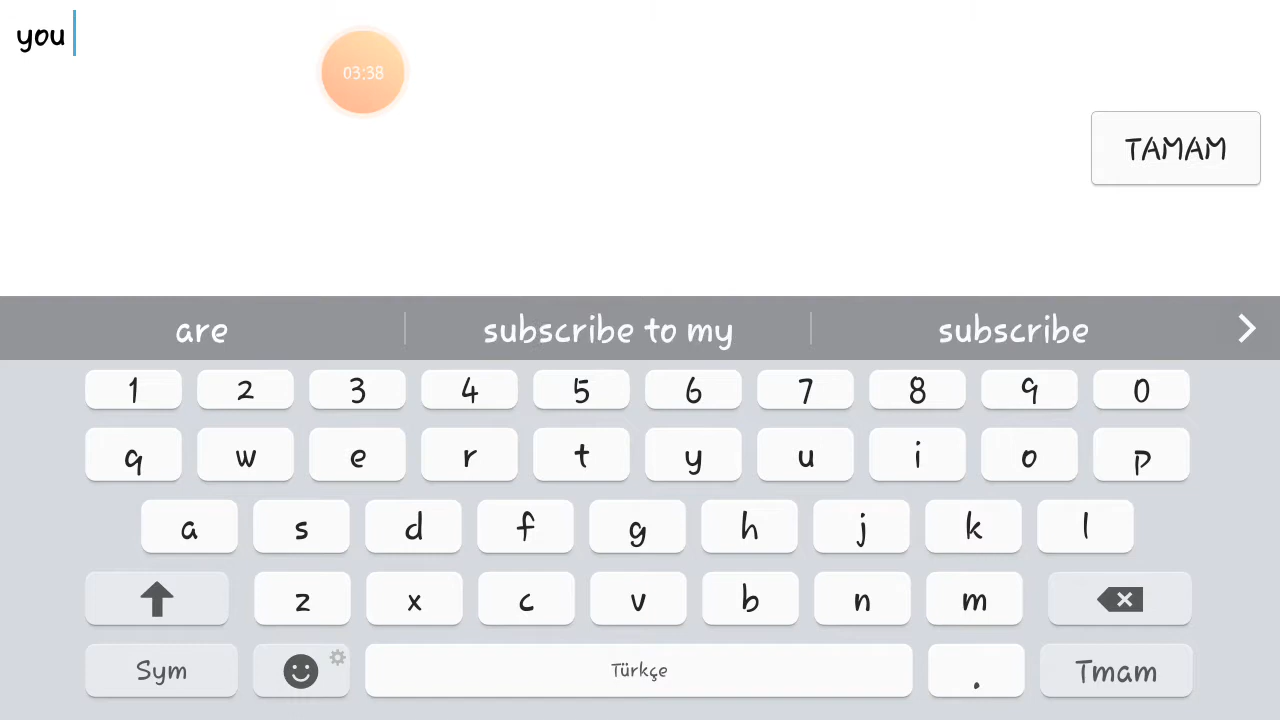 you
03:38
TAMAM
are subscribe to my subscribe
1 2 3 4 5 6 7 8 9 0
q w e r t y u i o p
a s d f g h j k l
z x c v b n m
Sym Türkçe . Tmam